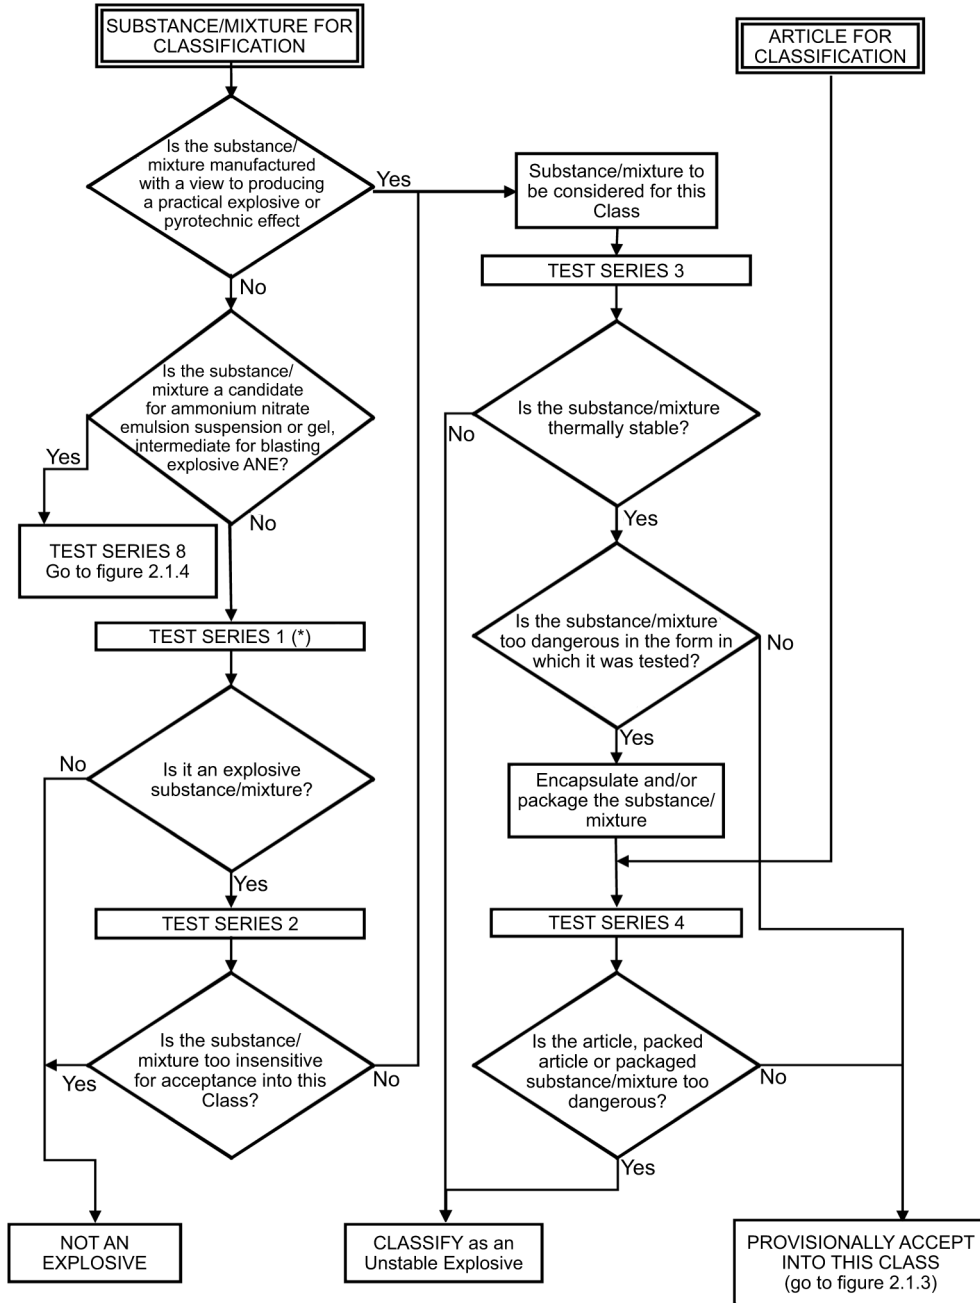 SUBSTANCE/MIXTURE FOR
CLASSIFICATION
ARTICLE FOR
CLASSIFICATION
Is the substance/
mixture manufactured
with a view to producing
a practical explosive or
pyrotechnic effect
Yes
Substance/mixture to
be considered for this
Class
TEST SERIES 3
No
Is the substance/
mixture a candidate
for ammonium nitrate
emulsion suspension or gel,
intermediate for blasting
explosive ANE?
Yes
No
TEST SERIES 8
Go to figure 2.1.4
Is the substance/mixture
thermally stable?
No
Yes
TEST SERIES 1 (*)
Is the substance/mixture
too dangerous in the form in
which it was tested?
No
Yes
Is it an explosive
substance/mixture?
No
Yes
Encapsulate and/or
package the substance/
mixture
TEST SERIES 2
TEST SERIES 4
Is the substance/
mixture too insensitive
for acceptance into this
Class?
Yes
No
Is the article, packed
article or packaged
substance/mixture too
dangerous?
No
Yes
NOT AN
EXPLOSIVE
CLASSIFY as an
Unstable Explosive
PROVISIONALLY ACCEPT
INTO THIS CLASS
(go to figure 2.1.3)